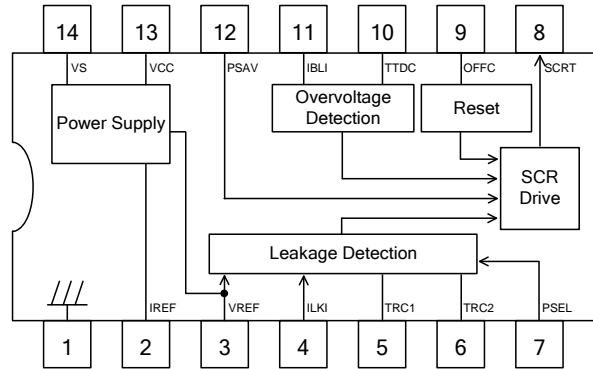 14 13 12 11 10 9 8
VS VCC PSAV IBLI TTDC OFFC SCRT
Power Supply
Overvoltage
Detection
Reset
SCR
Drive
Leakage Detection
IREF VREF ILKI TRC1 TRC2 PSEL
1 2 3 4 5 6 7